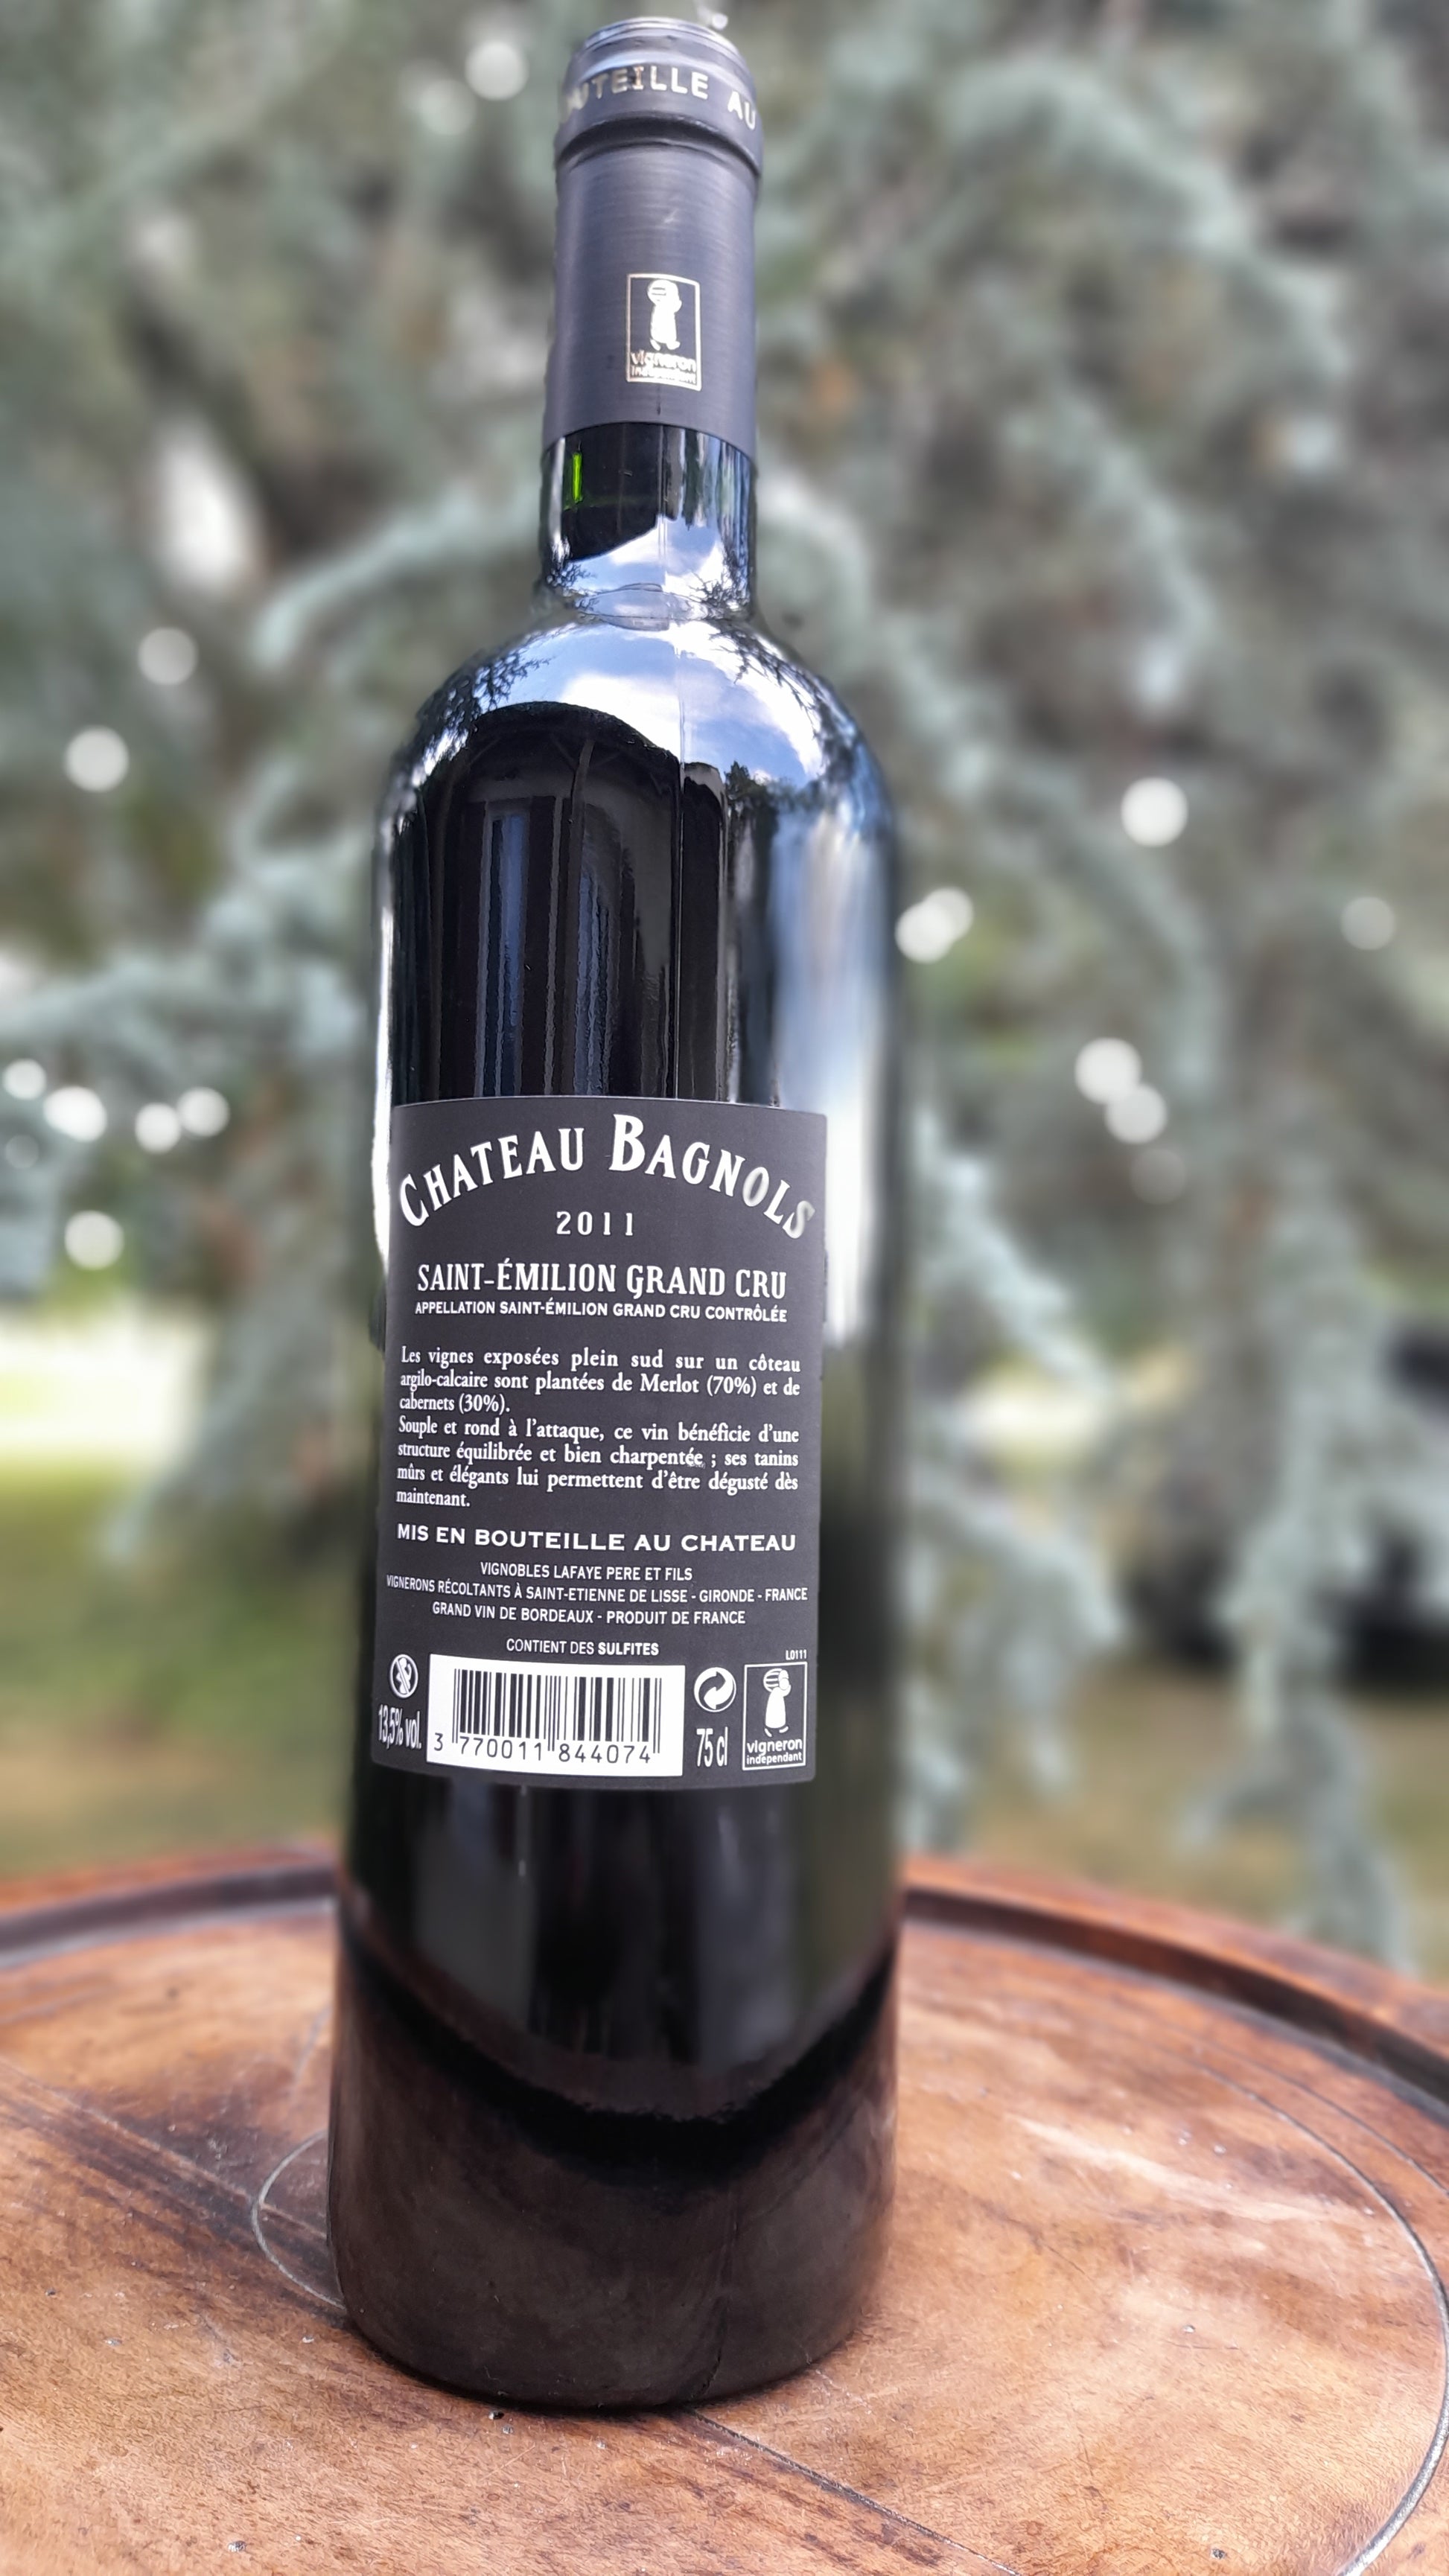 BOUTEILLE AU
vigneron
indépendant
CHATEAU BAGNOLS
2011
SAINT-ÉMILION GRAND CRU
APPELLATION SAINT-ÉMILION GRAND CRU CONTRÔLÉE
Les vignes exposées plein sud sur un côteau
argilo-calcaire sont plantées de Merlot (70%) et de
cabernets (30%).
Souple et rond à l'attaque, ce vin bénéficie d'une
structure équilibrée et bien charpentée ; ses tanins
mûrs et élégants lui permettent d'être dégusté dès
maintenant.
MIS EN BOUTEILLE AU CHATEAU
VIGNOBLES LAFAYE PERE ET FILS
VIGNERONS RÉCOLTANTS À SAINT-ETIENNE DE LISSE - GIRONDE - FRANCE
GRAND VIN DE BORDEAUX - PRODUIT DE FRANCE
CONTIENT DES SULFITES
L0111
13,5% vol.
3 770011 844074
75 cl
vigneron
indépendant